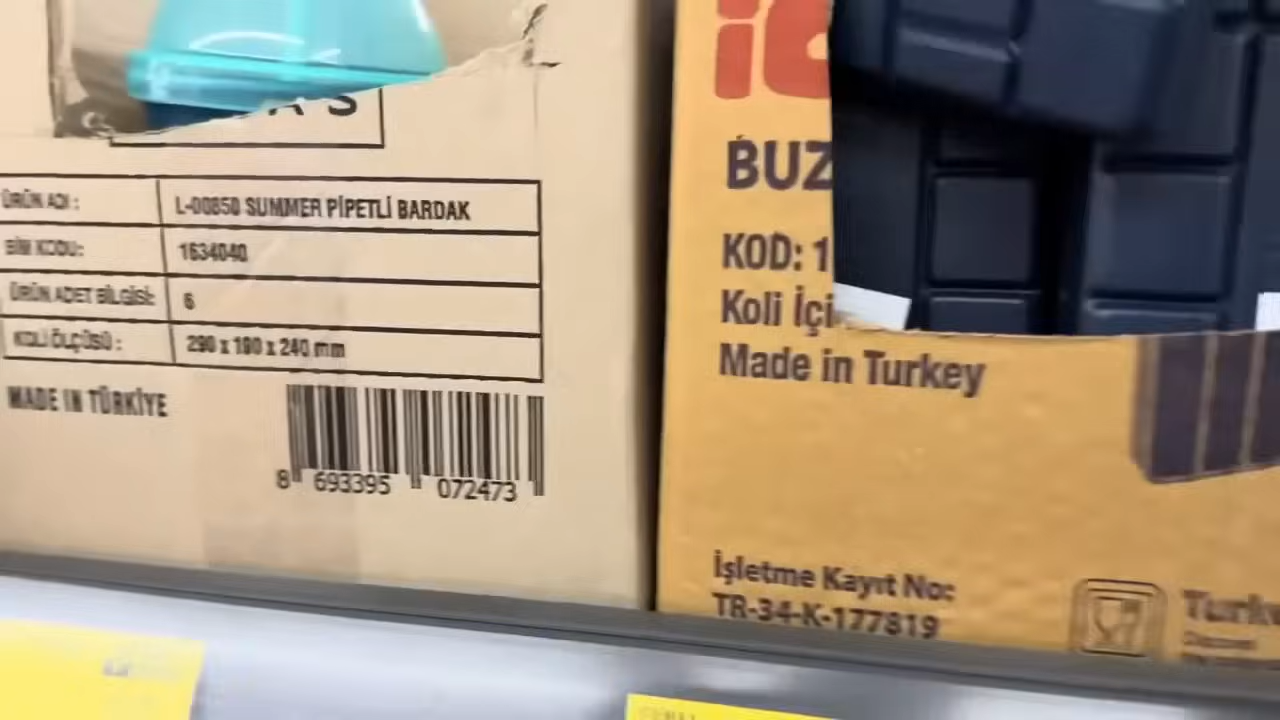 AS
ÜRÜN ADI :
L-00850 SUMMER PİPETLİ BARDAK
BİM KODU:
1634040
ÜRÜN ADET BİLGİSİ:
6
KOLİ ÖLÇÜSÜ :
290 x 190 x 240 mm
MADE IN TÜRKİYE
8 693395 072473
BUZ
KOD: 1
Koli İçi
Made in Turkey
İşletme Kayıt No:
TR-34-K-177819